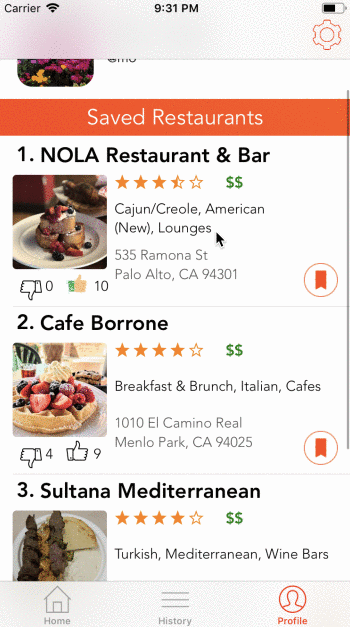 Carrier 9:31 PM
@mo
Saved Restaurants
1. NOLA Restaurant & Bar
$$
Cajun/Creole, American
(New), Lounges
535 Ramona St
Palo Alto, CA 94301
0 10
2. Cafe Borrone
$$
Breakfast & Brunch, Italian, Cafes
1010 El Camino Real
Menlo Park, CA 94025
4 9
3. Sultana Mediterranean
$$
Turkish, Mediterranean, Wine Bars
Home History Profile